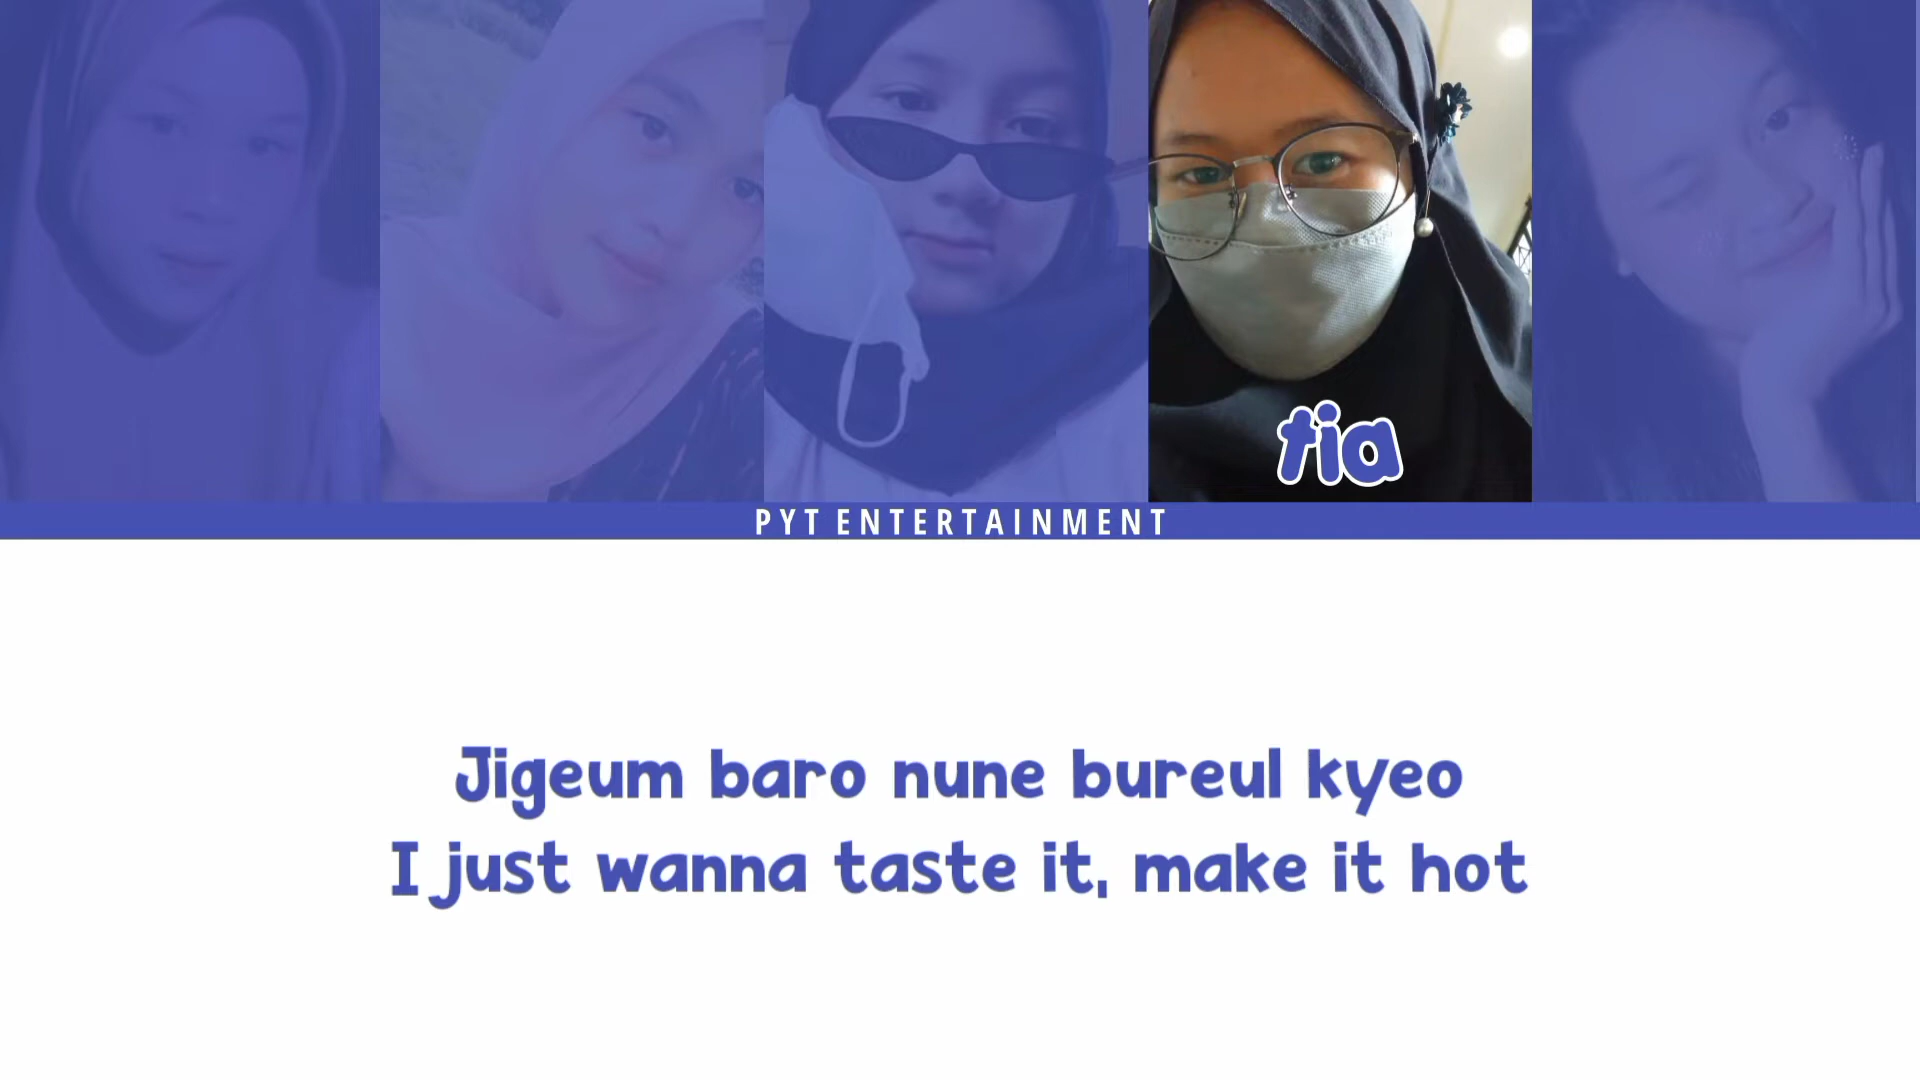 tia
PYT ENTERTAINMENT
Jigeum baro nune bureul kyeo
I just wanna taste it, make it hot